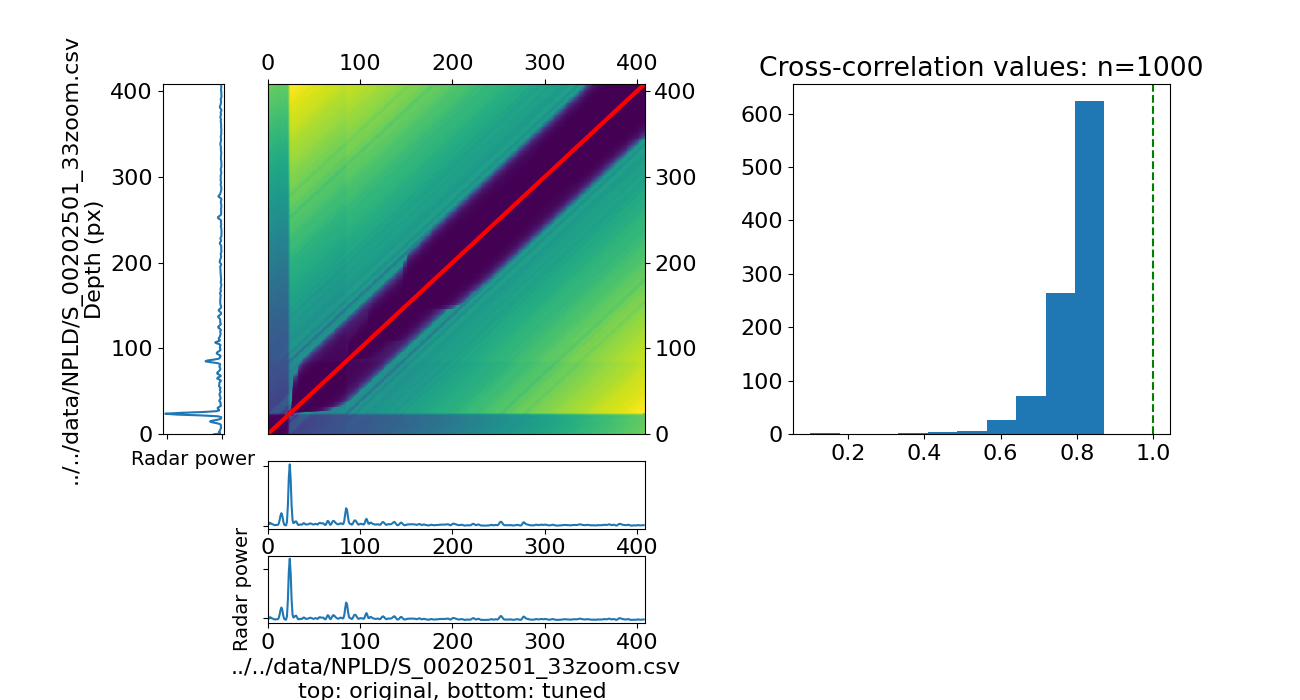 Cross-correlation values: n=1000
0 100 200 300 400
../../data/NPLD/S_00202501_33zoom.csv
Depth (px)
400
300
200
100
0
Radar power
400
300
200
100
0
600
500
400
300
200
100
0
0.2 0.4 0.6 0.8 1.0
0 100 200 300 400
Radar power
0 100 200 300 400
../../data/NPLD/S_00202501_33zoom.csv
top: original, bottom: tuned